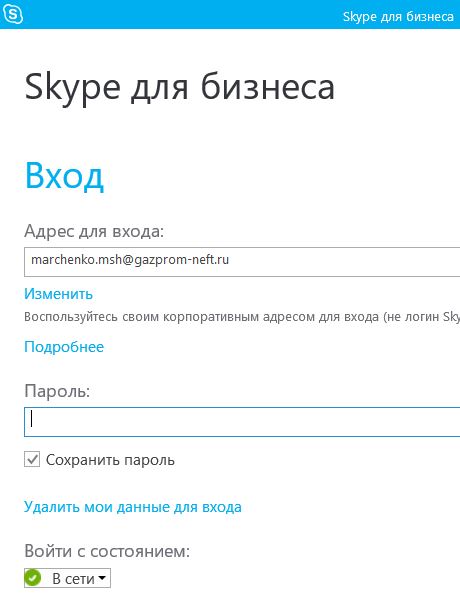 Skype для бизнеса
Skype для бизнеса
Вход
Адрес для входа:
marchenko.msh@gazprom-neft.ru
Изменить
Воспользуйтесь своим корпоративным адресом для входа (не логин Sky
Подробнее
Пароль:
Сохранить пароль
Удалить мои данные для входа
Войти с состоянием:
В сети